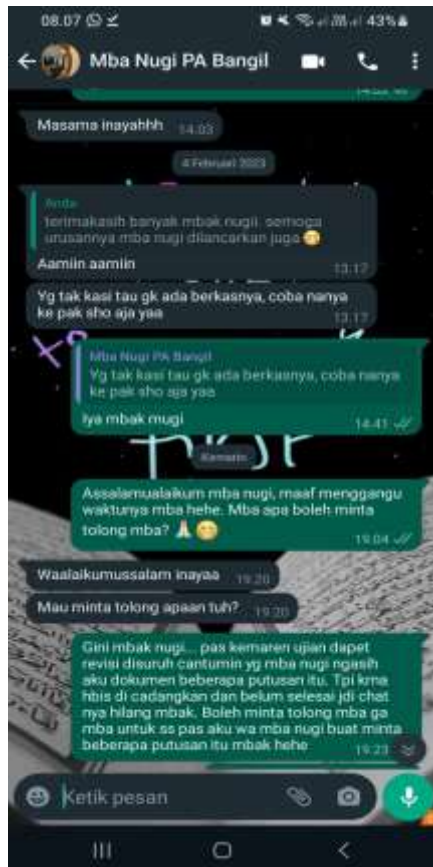 08.07
43%
Mba Nugi PA Bangil
Masama inayahhh 14.03
4 Februari 2023
Anda
terimakasih banyak mbak nugii. semoga
urusannya mba nugi dilancarkan juga
Aamiin aamiin 13.17
Yg tak kasi tau gk ada berkasnya, coba nanya
ke pak sho aja yaa 13.17
Mba Nugi PA Bangil
Yg tak kasi tau gk ada berkasnya, coba nanya
ke pak sho aja yaa
Iya mbak mugi 14.41
Kemarin
Assalamualaikum mba nugi, maaf menggangu
waktunya mba hehe. Mba apa boleh minta
tolong mba? 19.04
Waalaikumussalam inayaa 19.20
Mau minta tolong apaan tuh? 19.20
Gini mbak nugi... pas kemaren ujian dapet
revisi disuruh cantumin yg mba nugi ngasih
aku dokumen beberapa putusan itu. Tpi krna
hbis di cadangkan dan belum selesai jdi chat
nya hilang mbak. Boleh minta tolong mba ga
mba untuk ss pas aku wa mba nugi buat minta
beberapa putusan itu mbak hehe 19.23
Ketik pesan